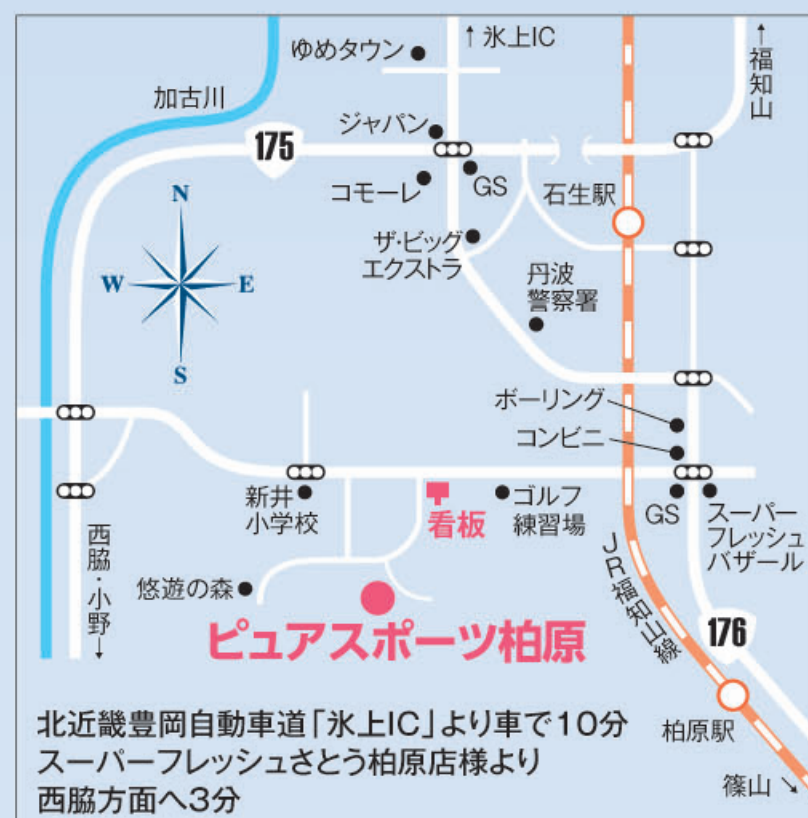 ゆめタウン
↑氷上IC
↑福知山
加古川
ジャパン
175
コモーレ
GS
石生駅
N
ザ・ビッグ
エクストラ
W
E
丹波
警察署
S
ボーリング
コンビニ
新井
小学校
看板
ゴルフ
練習場
GS
スーパー
フレッシュ
バザール
西脇・小野→
JR福知山線
悠遊の森
ピュアスポーツ柏原
176
柏原駅
篠山↘
北近畿豊岡自動車道「氷上IC」より車で10分
スーパーフレッシュさとう柏原店様より
西脇方面へ3分